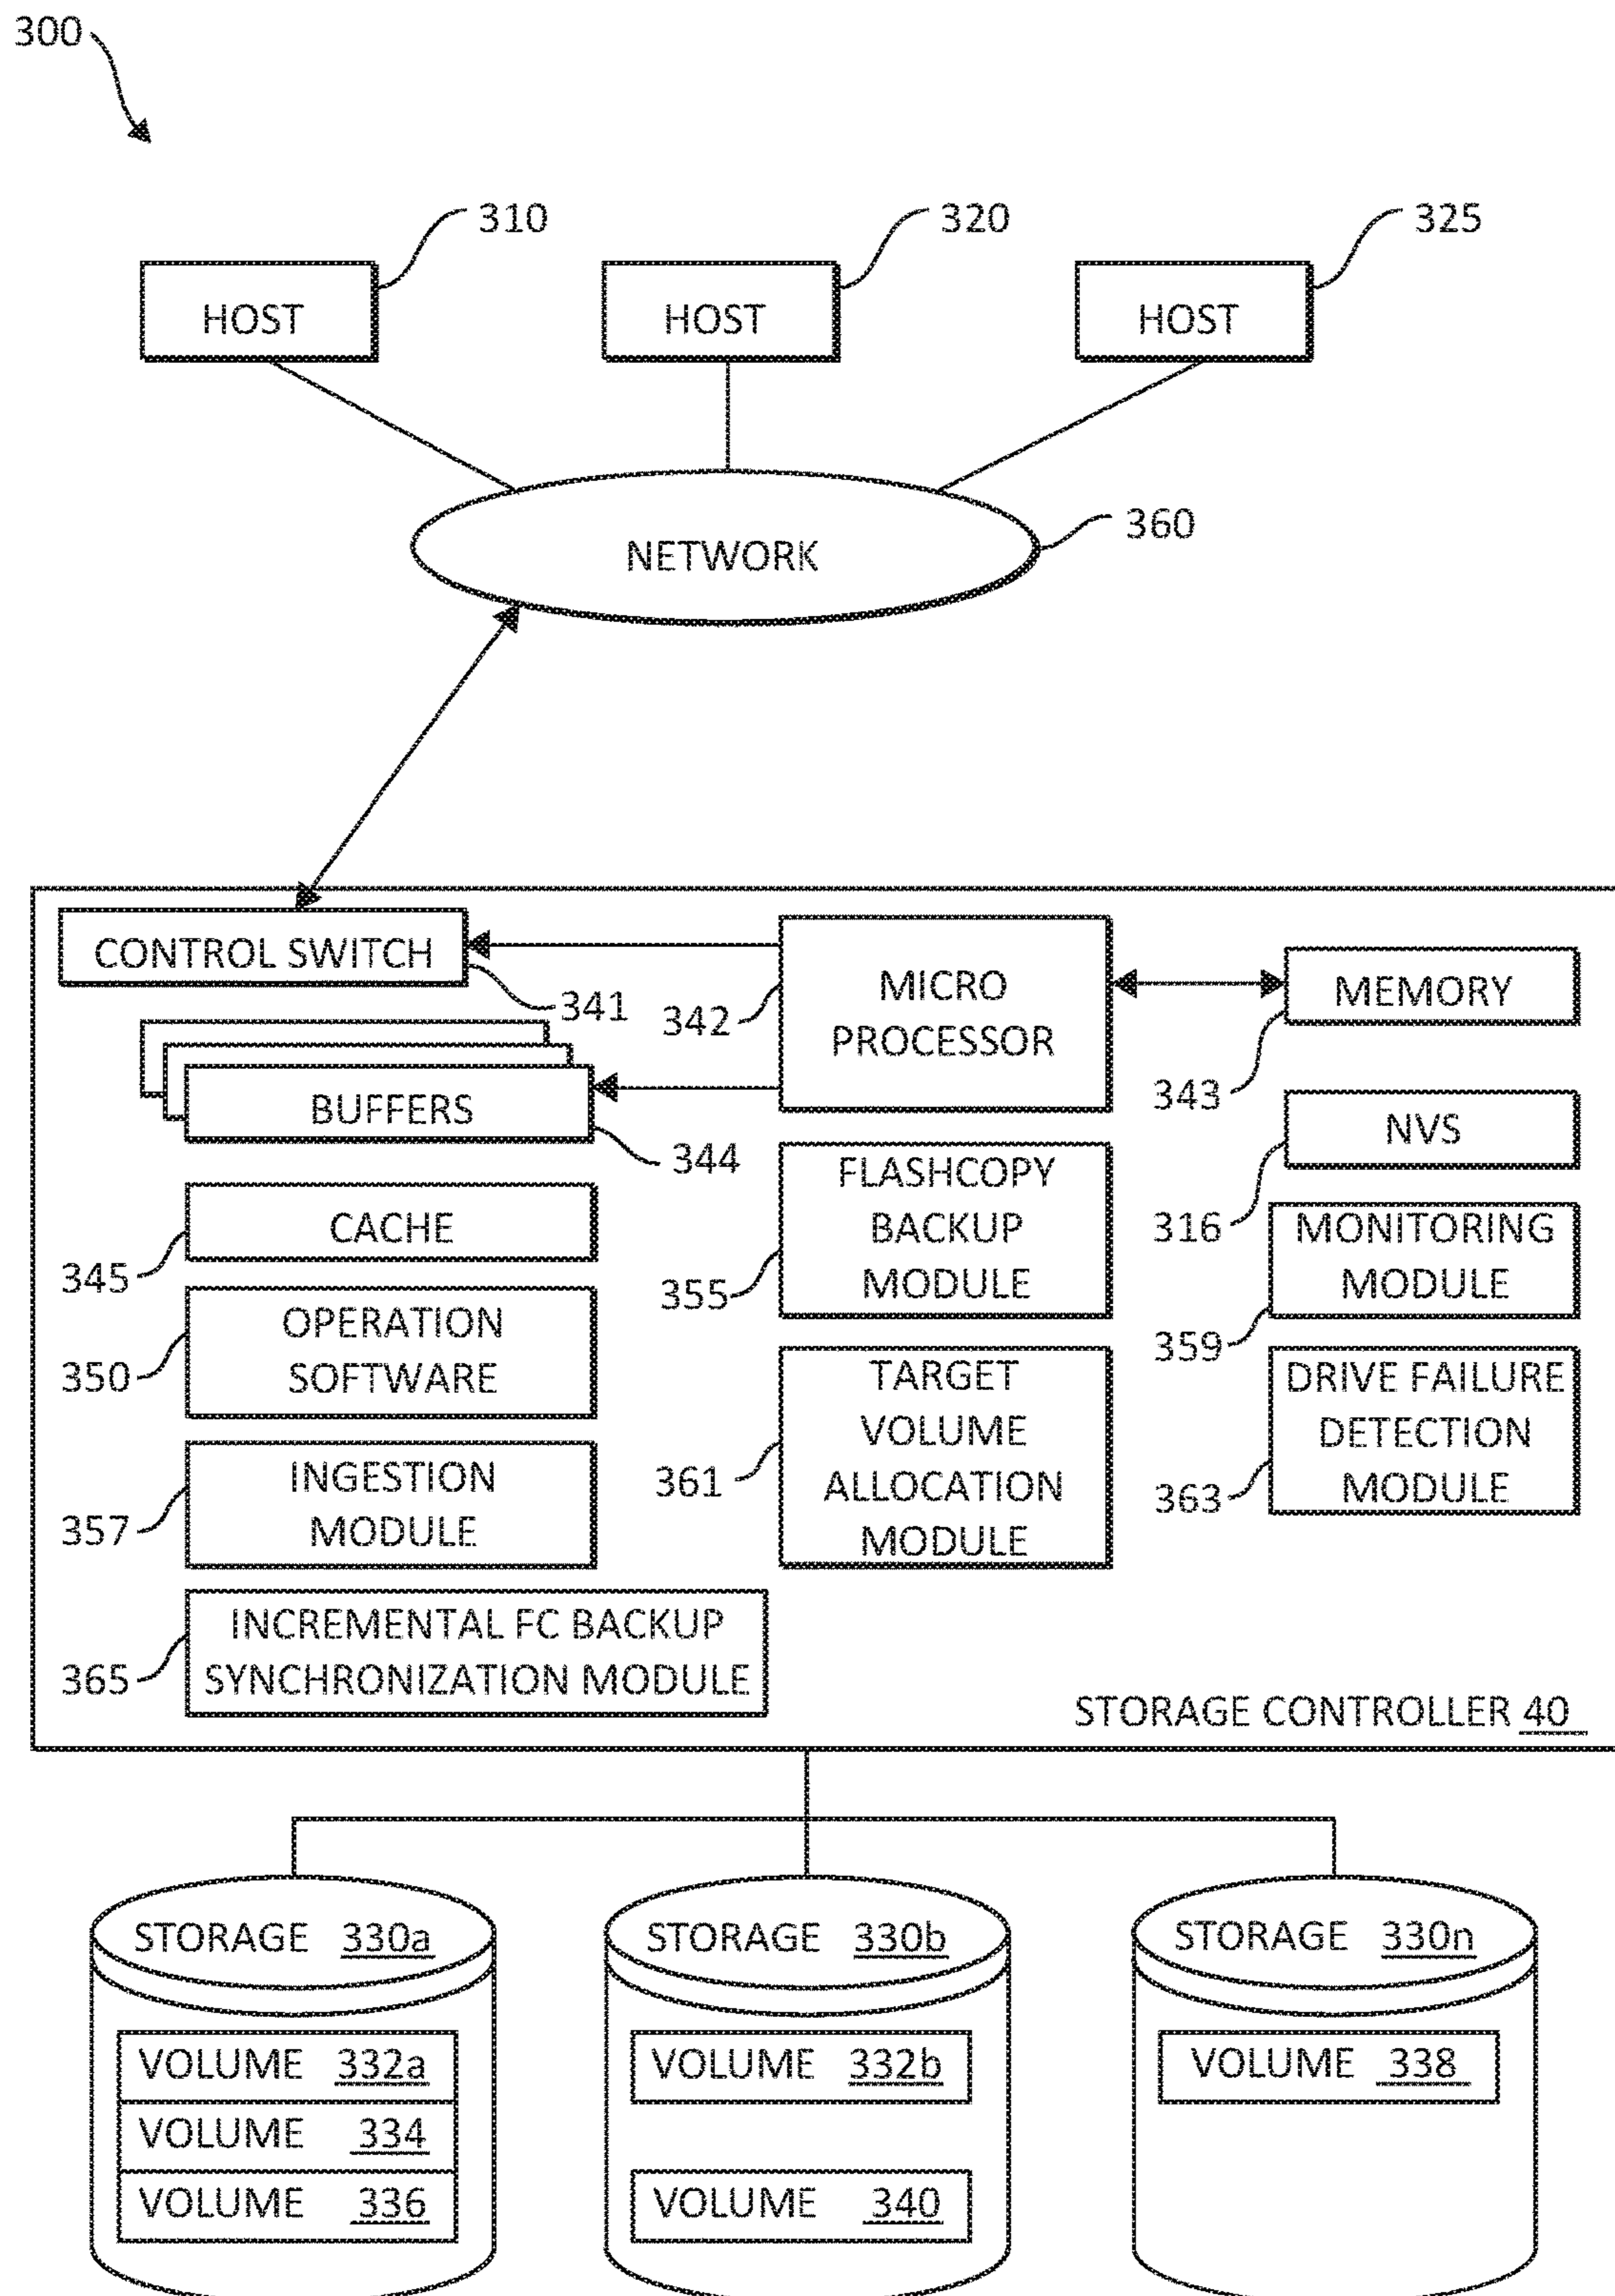 300
310
320
325
HOST
HOST
HOST
360
NETWORK
CONTROL SWITCH
341
342
MICRO
PROCESSOR
MEMORY
343
BUFFERS
344
NVS
316
CACHE
345
FLASHCOPY
BACKUP
MODULE
355
MONITORING
MODULE
359
OPERATION
SOFTWARE
350
TARGET
VOLUME
ALLOCATION
MODULE
361
DRIVE FAILURE
DETECTION
MODULE
363
INGESTION
MODULE
357
INCREMENTAL FC BACKUP
SYNCHRONIZATION MODULE
365
STORAGE CONTROLLER 40
STORAGE 330a
VOLUME 332a
VOLUME 334
VOLUME 336
STORAGE 330b
VOLUME 332b
VOLUME 340
STORAGE 330n
VOLUME 338